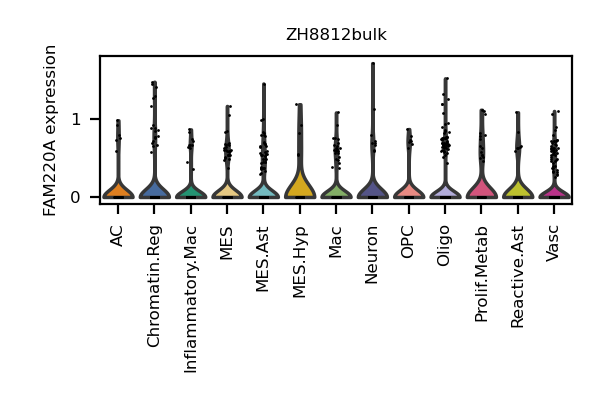 ZH8812bulk
FAM220A expression
1
0
AC
Chromatin.Reg
Inflammatory.Mac
MES
MES.Ast
MES.Hyp
Mac
Neuron
OPC
Oligo
Prolif.Metab
Reactive.Ast
Vasc